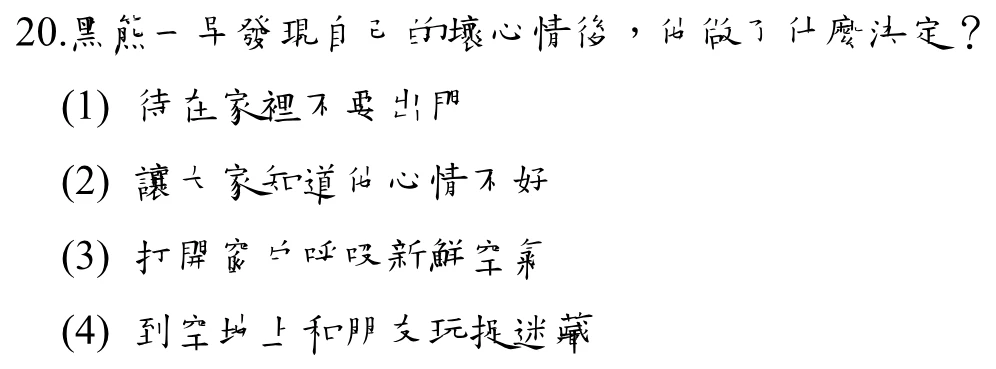 20.黑熊一早發現自己的壞心情後，他做了什麼決定？
(1) 待在家裡不要出門
(2) 讓大家知道他心情不好
(3) 打開窗戶呼吸新鮮空氣
(4) 到空地上和朋友玩捉迷藏